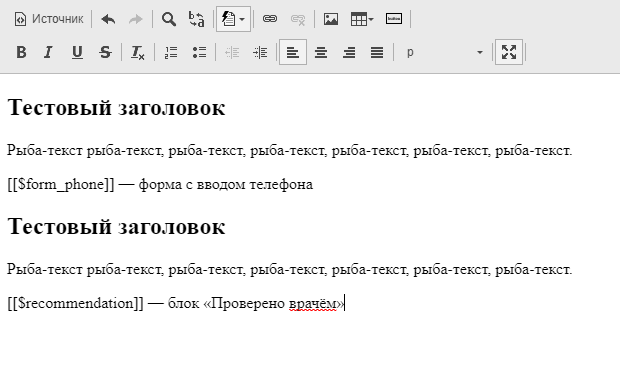 Источник
B I U S Tx
p
Тестовый заголовок
Рыба-текст рыба-текст, рыба-текст, рыба-текст, рыба-текст, рыба-текст, рыба-текст.
[[$form_phone]] — форма с вводом телефона
Тестовый заголовок
Рыба-текст рыба-текст, рыба-текст, рыба-текст, рыба-текст, рыба-текст, рыба-текст.
[[$recommendation]] — блок «Проверено врачём»